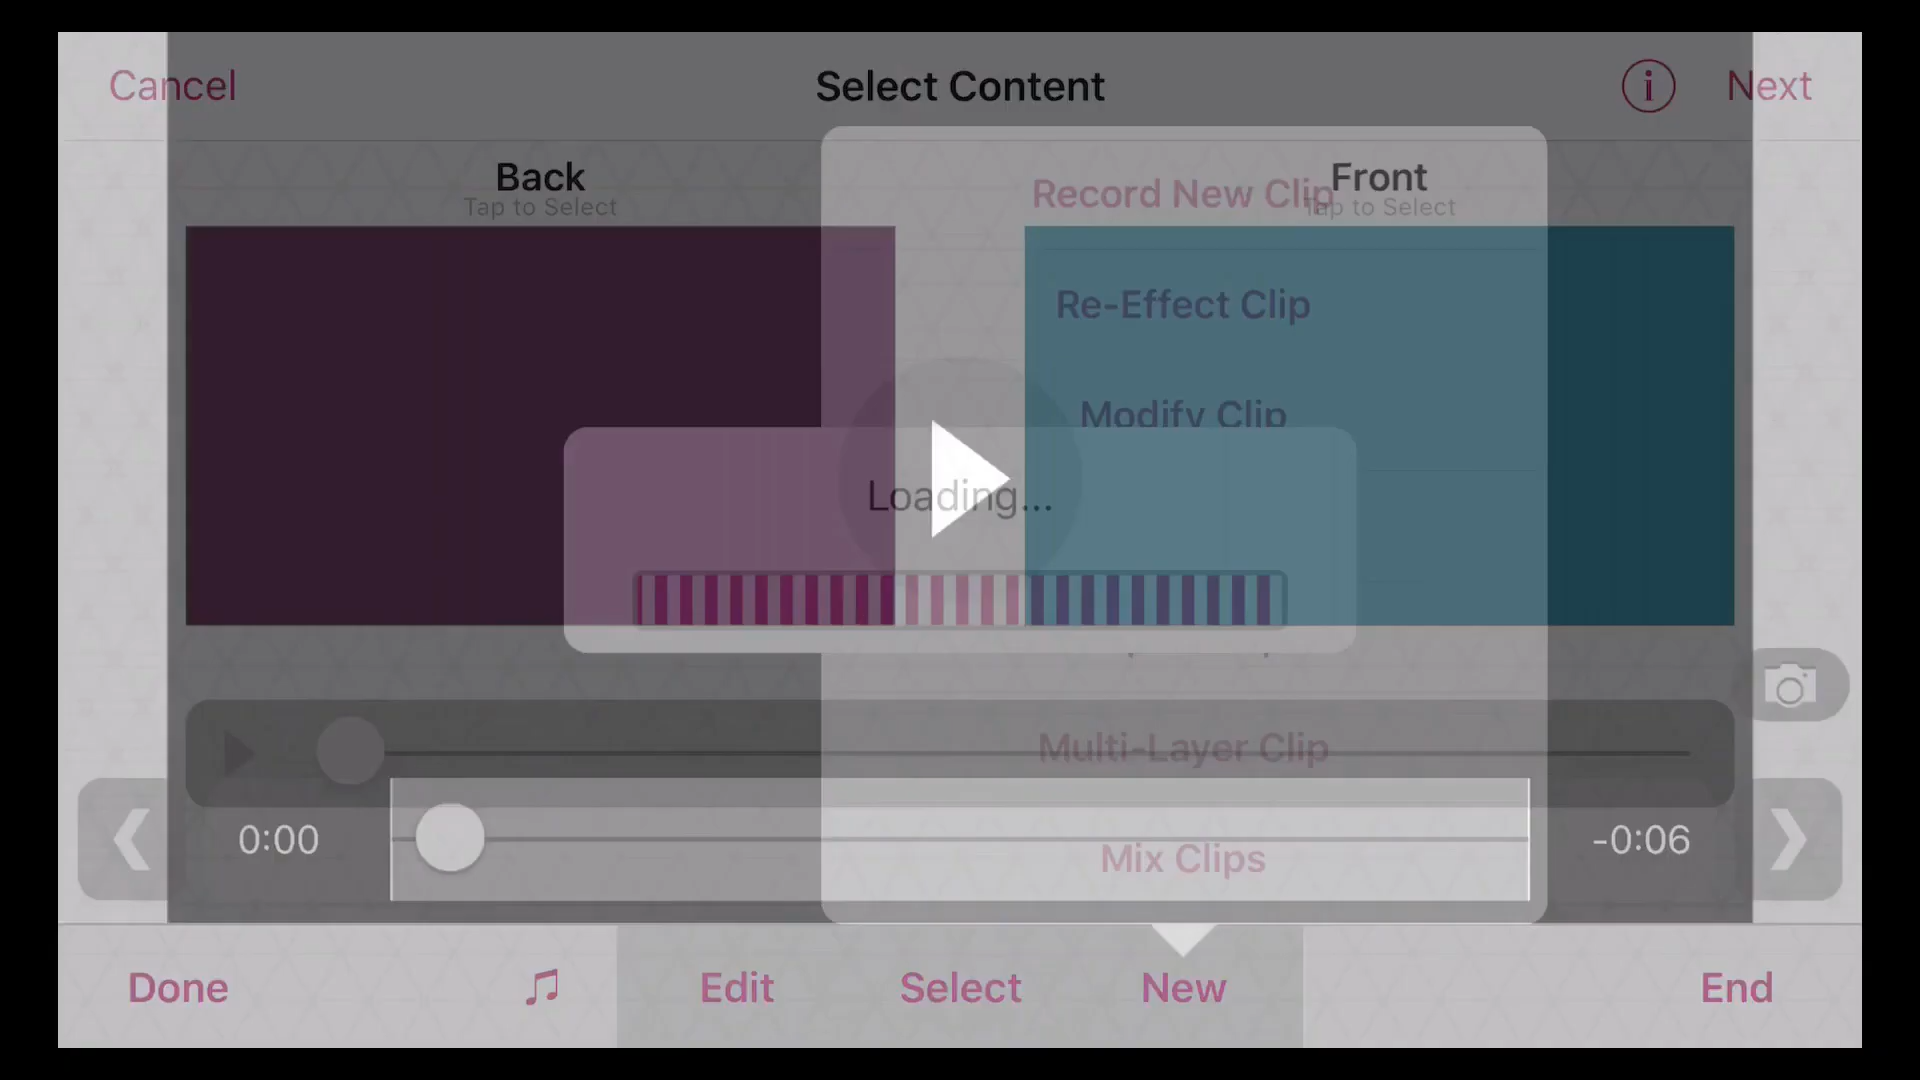 Cancel
Select Content
i
Next
Back
Tap to Select
Front
Tap to Select
Record New Clip
Re-Effect Clip
Modify Clip
Loading...
Multi-Layer Clip
0:00
-0:06
Mix Clips
Done
Edit
Select
New
End